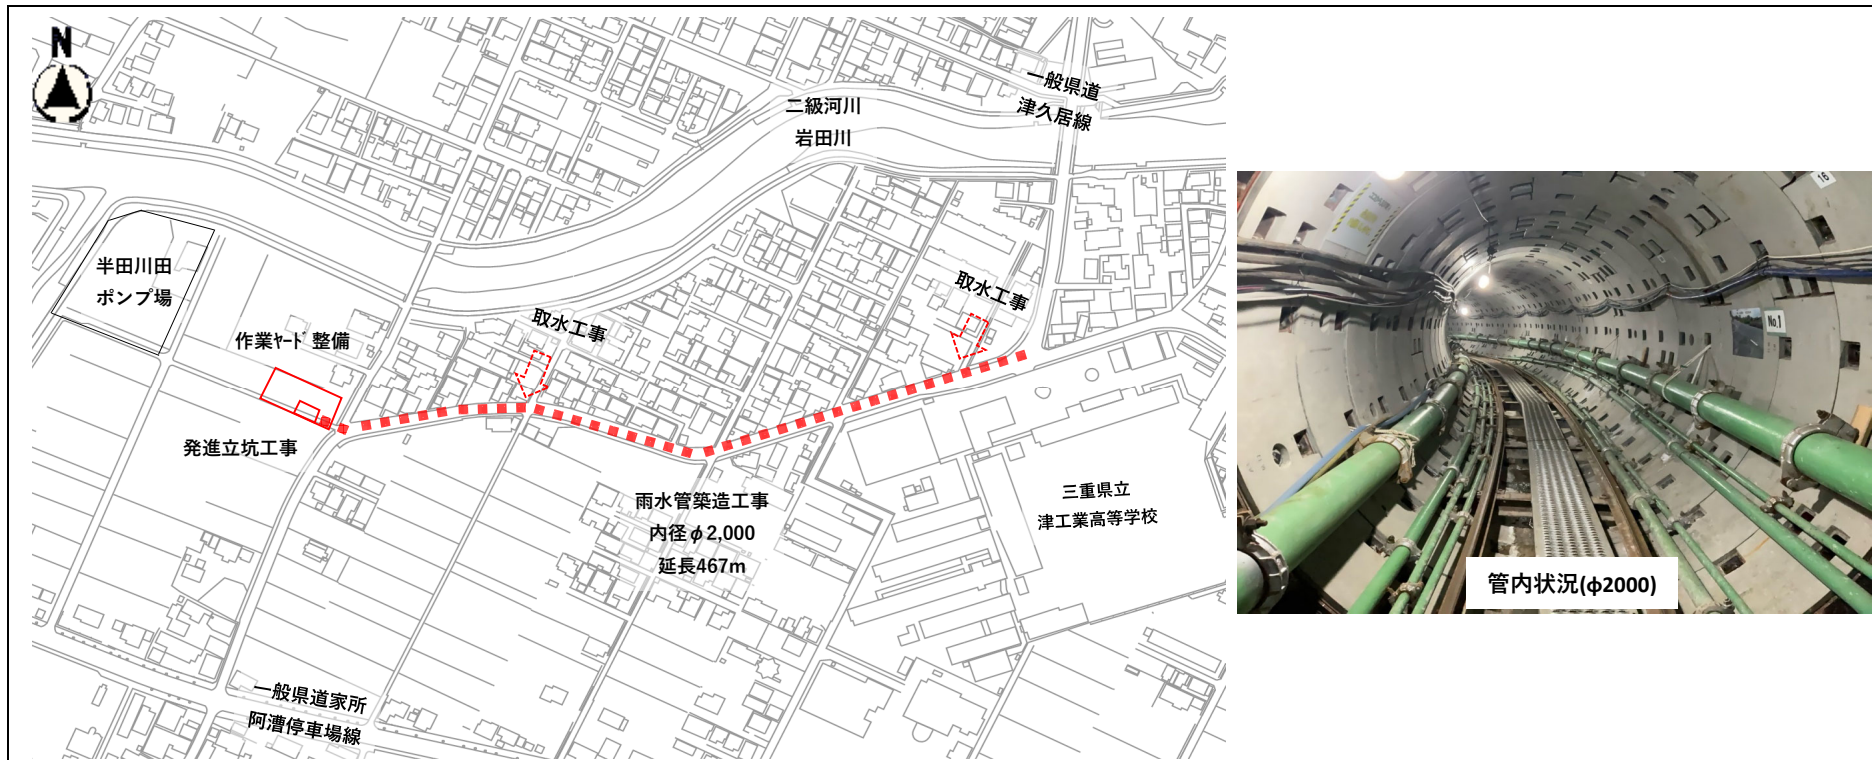 N
一般県道
津久居線
二級河川
岩田川
半田川田
ポンプ場
取水工事
取水工事
作業ﾔｰﾄﾞ整備
発進立坑工事
雨水管築造工事
内径φ2,000
延長467m
三重県立
津工業高等学校
一般県道家所
阿漕停車場線
16
No.1
管内状況(φ2000)